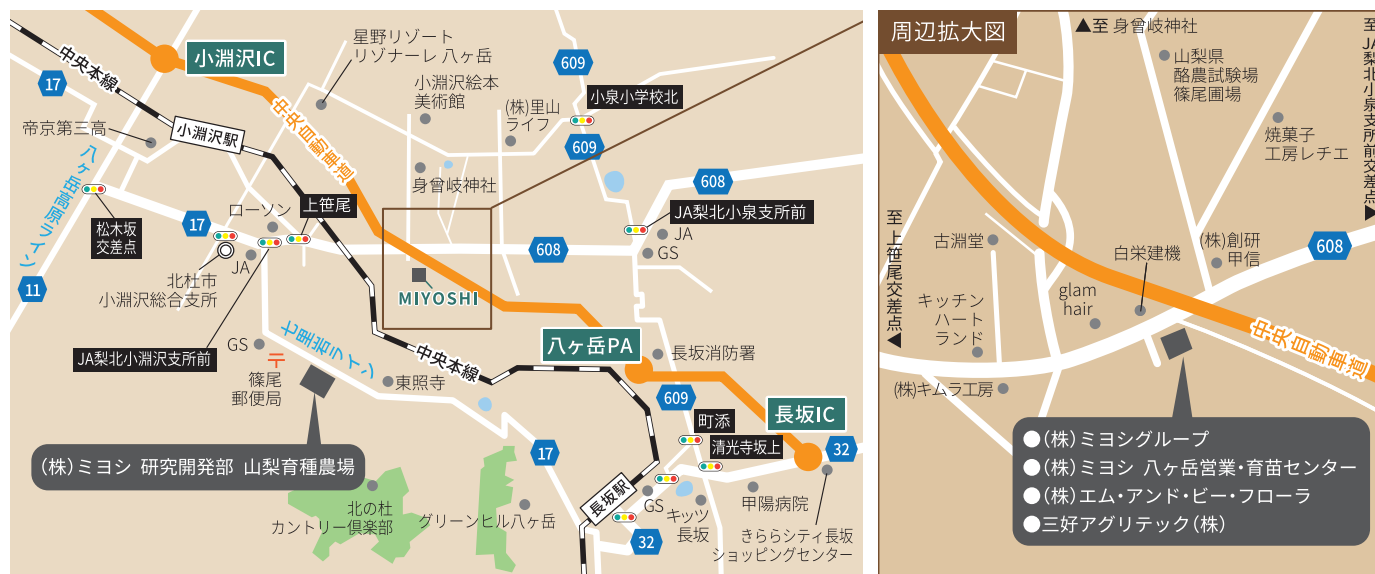 小淵沢IC
中央本線
17
星野リゾート
リゾナーレ 八ヶ岳
609
小淵沢絵本
美術館
小泉小学校北
(株)里山
ライフ
609
帝京第三高
小淵沢駅
中央自動車道
身曾岐神社
608
八ヶ岳高原ライン
松木坂
交差点
17
ローソン
上笹尾
JA梨北小泉支所前
JA
GS
608
JA
北杜市
小淵沢総合支所
11
MIYOSHI
JA梨北小淵沢支所前
GS
七里岩ライン
中央本線
八ヶ岳PA
長坂消防署
篠尾
郵便局
東照寺
609
長坂IC
町添
清光寺坂上
32
17
(株)ミヨシ 研究開発部 山梨育種農場
北の杜
カントリー倶楽部
グリーンヒル八ヶ岳
長坂駅
GS
キッツ
長坂
甲陽病院
32
きららシティ長坂
ショッピングセンター
周辺拡大図
▲至 身曾岐神社
山梨県
酪農試験場
篠尾圃場
至 JA梨北小泉支所前交差点▶
焼菓子
工房レチエ
至 上笹尾交差点◀
古淵堂
白栄建機
(株)創研
甲信
608
glam
hair
キッチン
ハート
ランド
中央自動車道
(株)キムラ工房
●(株)ミヨシグループ
●(株)ミヨシ 八ヶ岳営業・育苗センター
●(株)エム・アンド・ビー・フローラ
●三好アグリテック(株)